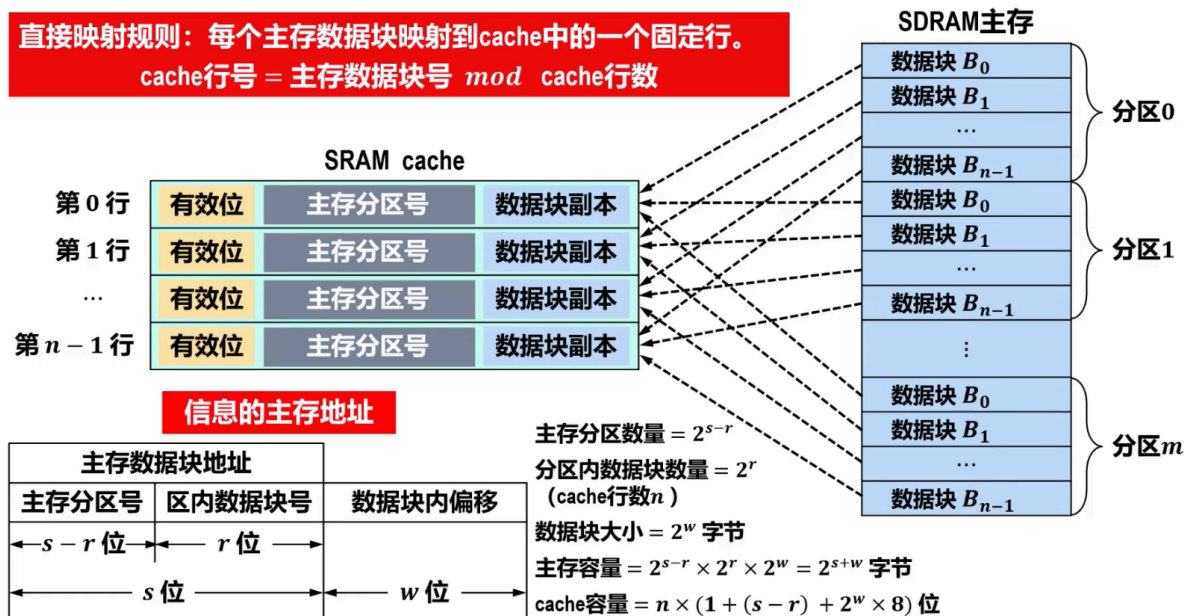 直接映射规则：每个主存数据块映射到cache中的一个固定行。
cache行号 = 主存数据块号 mod cache行数
SDRAM主存
数据块 B₀
数据块 B₁
…
数据块 Bₙ₋₁
分区0
数据块 B₀
数据块 B₁
…
数据块 Bₙ₋₁
分区1
⋮
数据块 B₀
数据块 B₁
…
数据块 Bₙ₋₁
分区m
SRAM cache
第 0 行 有效位 主存分区号 数据块副本
第 1 行 有效位 主存分区号 数据块副本
… 有效位 主存分区号 数据块副本
第 n − 1 行 有效位 主存分区号 数据块副本
信息的主存地址
主存数据块地址
主存分区号 区内数据块号 数据块内偏移
s − r 位 r 位
s 位 w 位
主存分区数量 = 2ˢ⁻ʳ
分区内数据块数量 = 2ʳ
（cache行数n）
数据块大小 = 2ʷ 字节
主存容量 = 2ˢ⁻ʳ × 2ʳ × 2ʷ = 2ˢ⁺ʷ 字节
cache容量 = n × (1 + (s − r) + 2ʷ × 8) 位